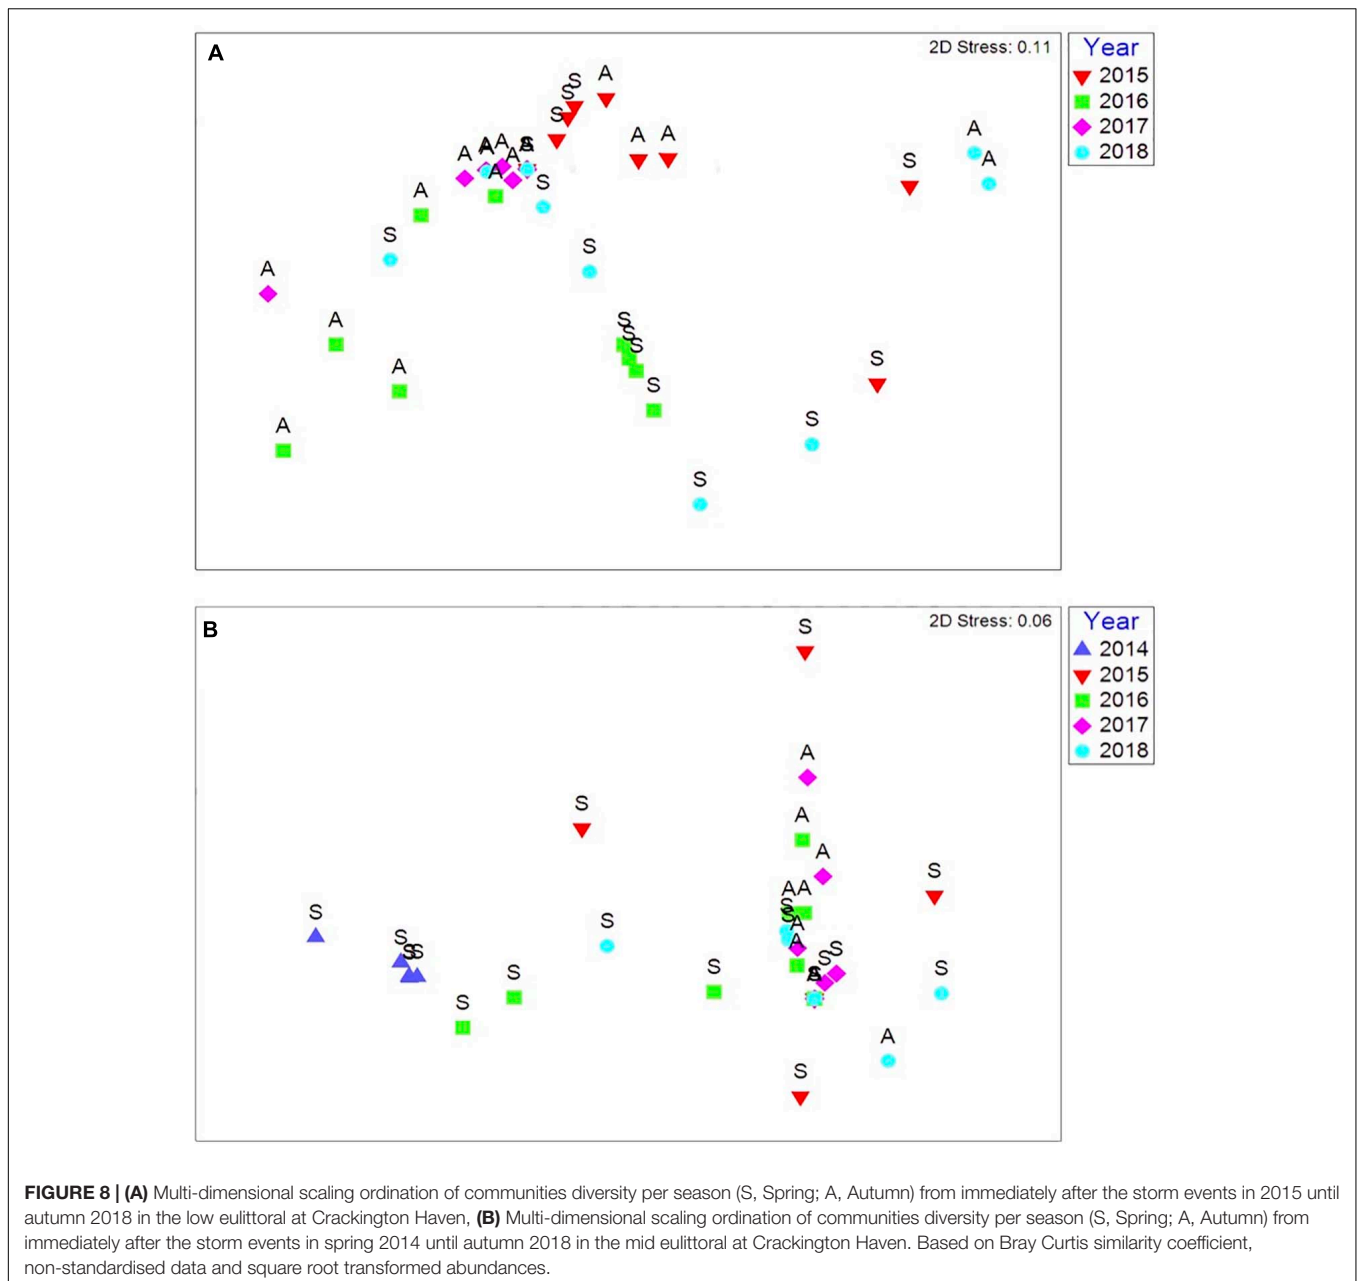 A
2D Stress: 0.11
Year
2015
2016
2017
2018
S
S
A
S
A
A
A
A
A
A
A
S
A
S
A
S
A
A
S
S
A
A
A
A
S
S
S
S
S
S
S
B
2D Stress: 0.06
Year
2014
2015
2016
2017
2018
S
A
S
A
A
S
A A
S
S
S
S
A
S
S
S
S
A
S
S
S
S
S
S
S
A
S
FIGURE 8 | (A) Multi-dimensional scaling ordination of communities diversity per season (S, Spring; A, Autumn) from immediately after the storm events in 2015 until
autumn 2018 in the low eulittoral at Crackington Haven, (B) Multi-dimensional scaling ordination of communities diversity per season (S, Spring; A, Autumn) from
immediately after the storm events in spring 2014 until autumn 2018 in the mid eulittoral at Crackington Haven. Based on Bray Curtis similarity coefficient,
non-standardised data and square root transformed abundances.